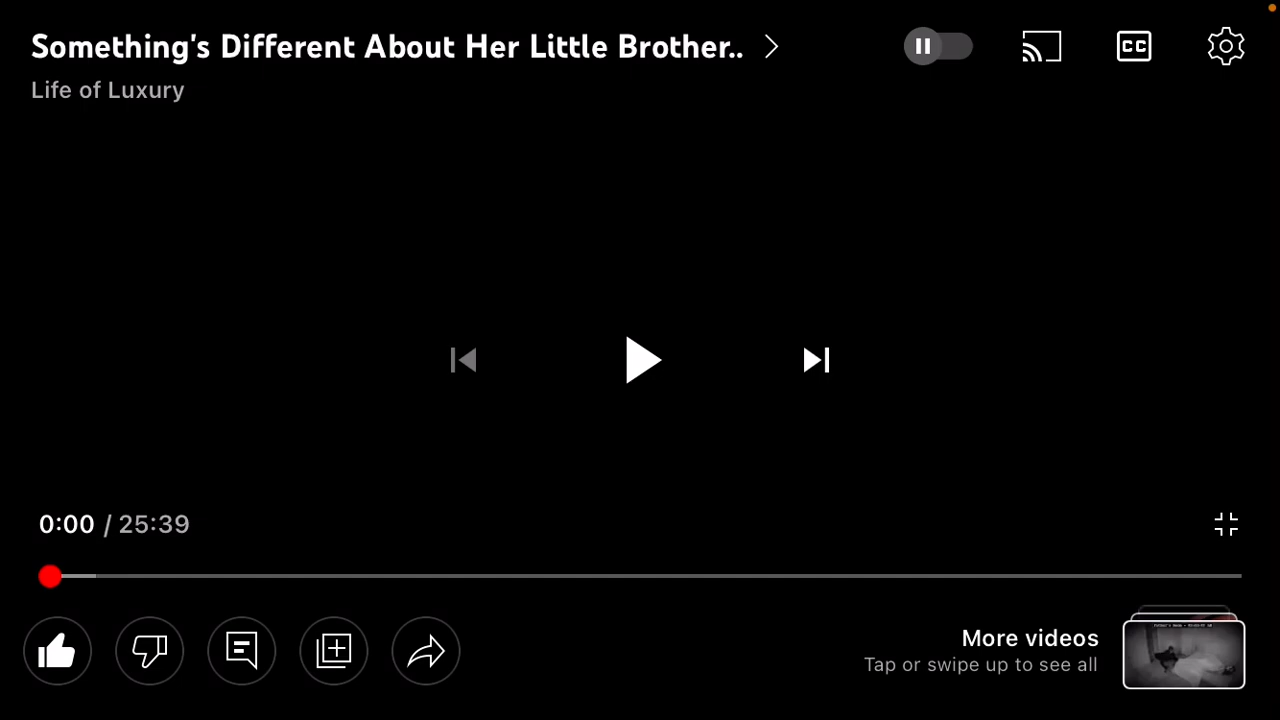 Something's Different About Her Little Brother..
Life of Luxury
CC
0:00 / 25:39
More videos
Tap or swipe up to see all